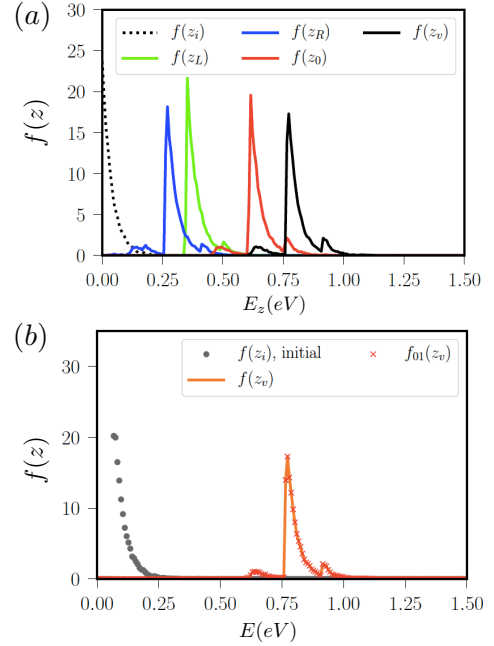 (a)
f(z_i) f(z_R) f(z_v)
f(z_L) f(z_0)
30
25
20
15
10
5
0
f(z)
0.00 0.25 0.50 0.75 1.00 1.25 1.50
E_z(eV)
(b)
f(z_i), initial f_{01}(z_v)
f(z_v)
30
20
10
0
f(z)
0.00 0.25 0.50 0.75 1.00 1.25 1.50
E(eV)